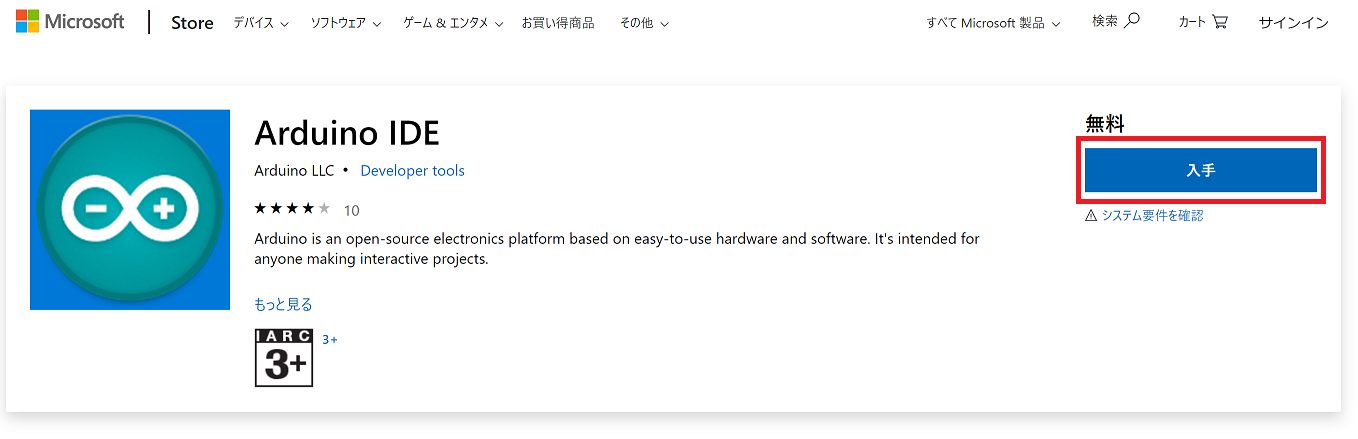 Microsoft Store デバイス ソフトウェア ゲーム & エンタメ お買い得商品 その他 すべて Microsoft 製品 検索 カート サインイン
Arduino IDE
無料
Arduino LLC • Developer tools
入手
★★★★★ 10
システム要件を確認
Arduino is an open-source electronics platform based on easy-to-use hardware and software. It's intended for
anyone making interactive projects.
もっと見る
IARC
3+
3+